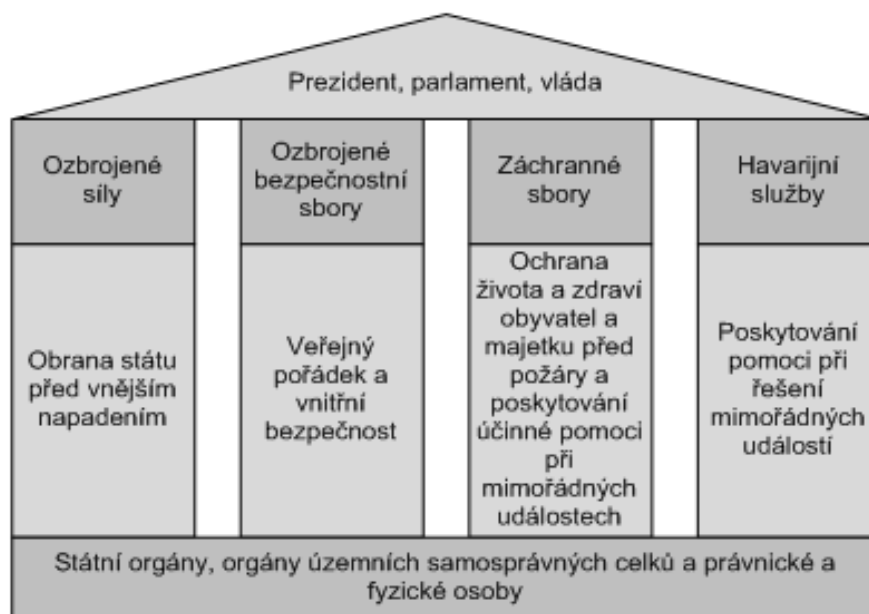 Prezident, parlament, vláda
Ozbrojené
síly
Ozbrojené
bezpečnostní
sbory
Záchranné
sbory
Havarijní
služby
Obrana státu
před vnějším
napadením
Veřejný
pořádek a
vnitřní
bezpečnost
Ochrana
života a zdraví
obyvatel a
majetku před
požáry a
poskytování
účinné pomoci
při
mimořádných
událostech
Poskytování
pomoci při
řešení
mimořádných
událostí
Státní orgány, orgány územních samosprávných celků a právnické a
fyzické osoby